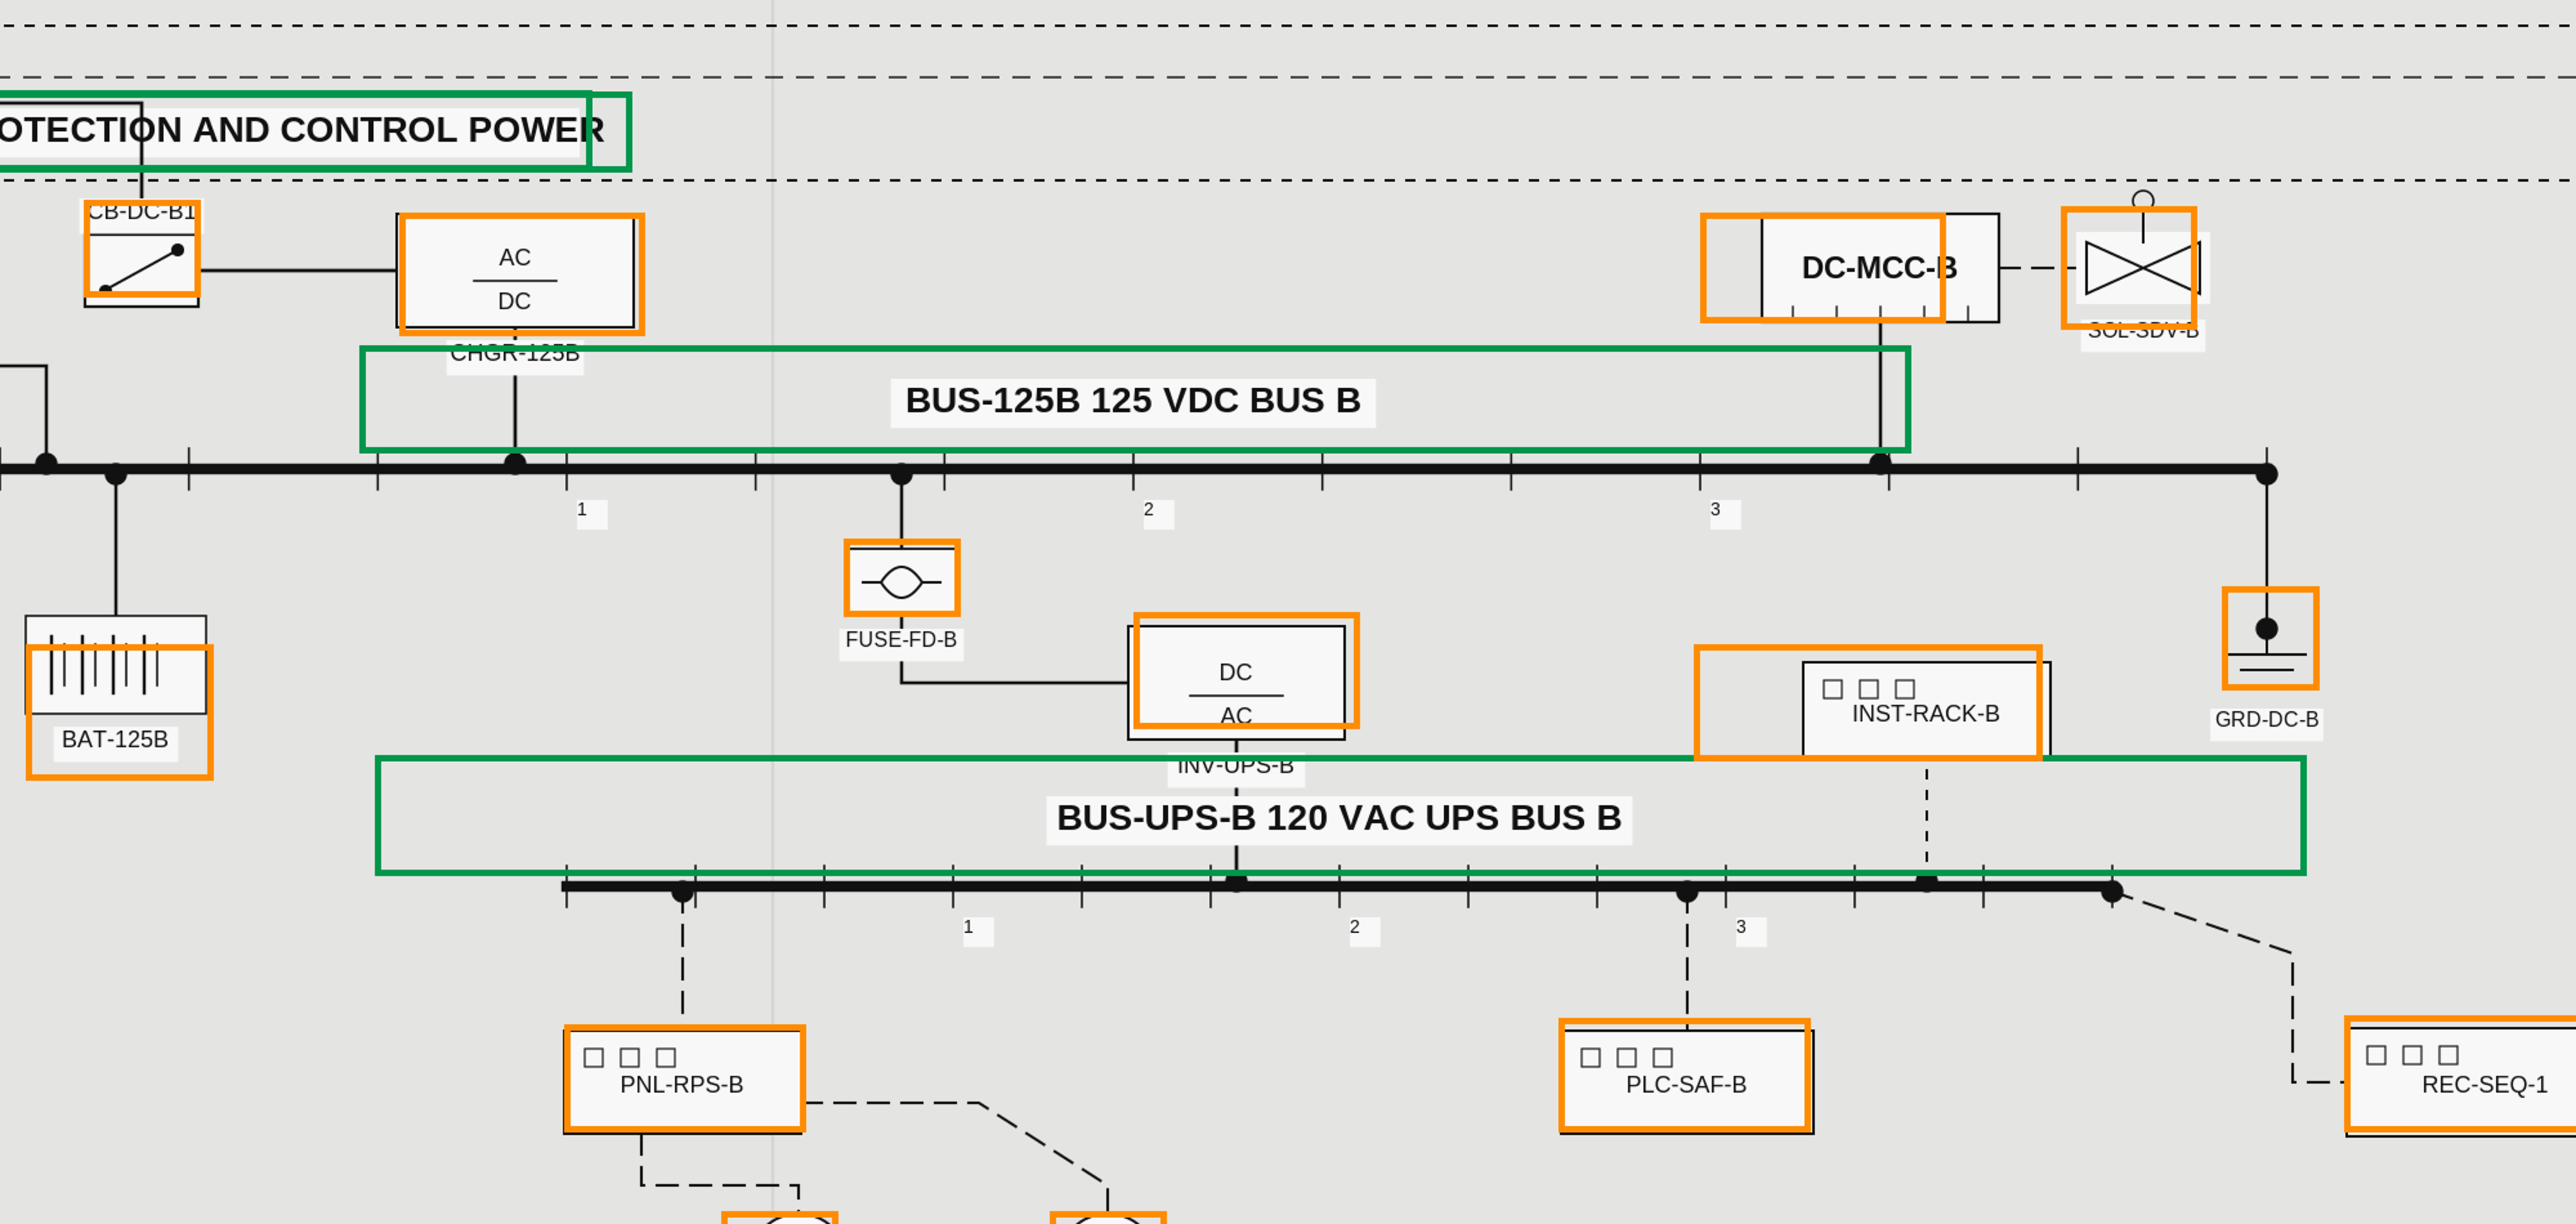 OTECTION AND CONTROL POWER
CB-DC-B1
AC
DC
CHGR-125B
DC-MCC-B
SOL-SDV-B
BUS-125B 125 VDC BUS B
1
2
3
FUSE-FD-B
BAT-125B
DC
AC
INV-UPS-B
INST-RACK-B
GRD-DC-B
BUS-UPS-B 120 VAC UPS BUS B
1
2
3
PNL-RPS-B
PLC-SAF-B
REC-SEQ-1